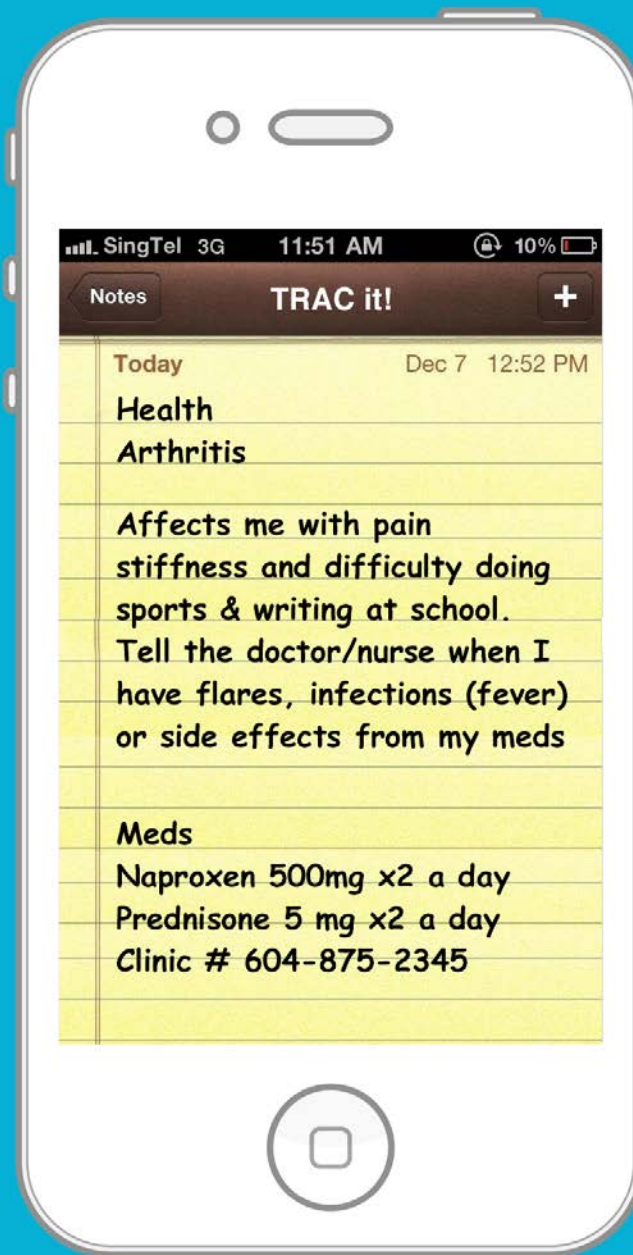 SingTel 3G 11:51 AM 10%
Notes TRAC it! +
Today Dec 7 12:52 PM
Health
Arthritis
Affects me with pain
stiffness and difficulty doing
sports & writing at school.
Tell the doctor/nurse when I
have flares, infections (fever)
or side effects from my meds
Meds
Naproxen 500mg x2 a day
Prednisone 5 mg x2 a day
Clinic # 604-875-2345